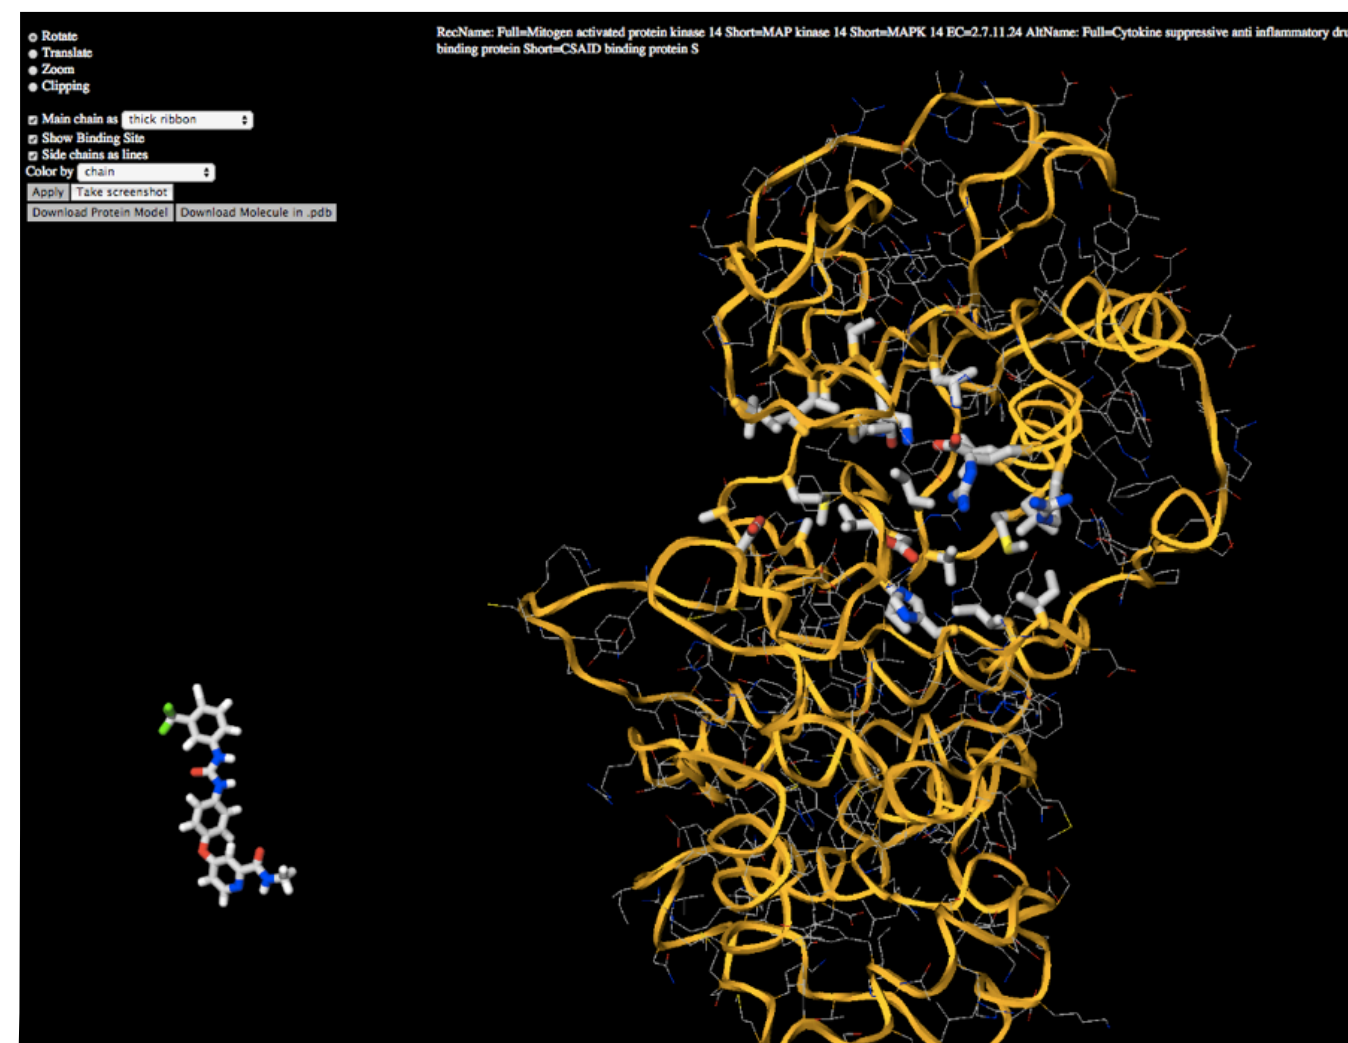 Rotate
Translate
Zoom
Clipping
Main chain as thick ribbon
Show Binding Site
Side chains as lines
Color by chain
Apply Take screenshot
Download Protein Model Download Molecule in .pdb
RecName: Full=Mitogen activated protein kinase 14 Short=MAP kinase 14 Short=MAPK 14 EC=2.7.11.24 AltName: Full=Cytokine suppressive anti inflammatory dru
binding protein Short=CSAID binding protein S